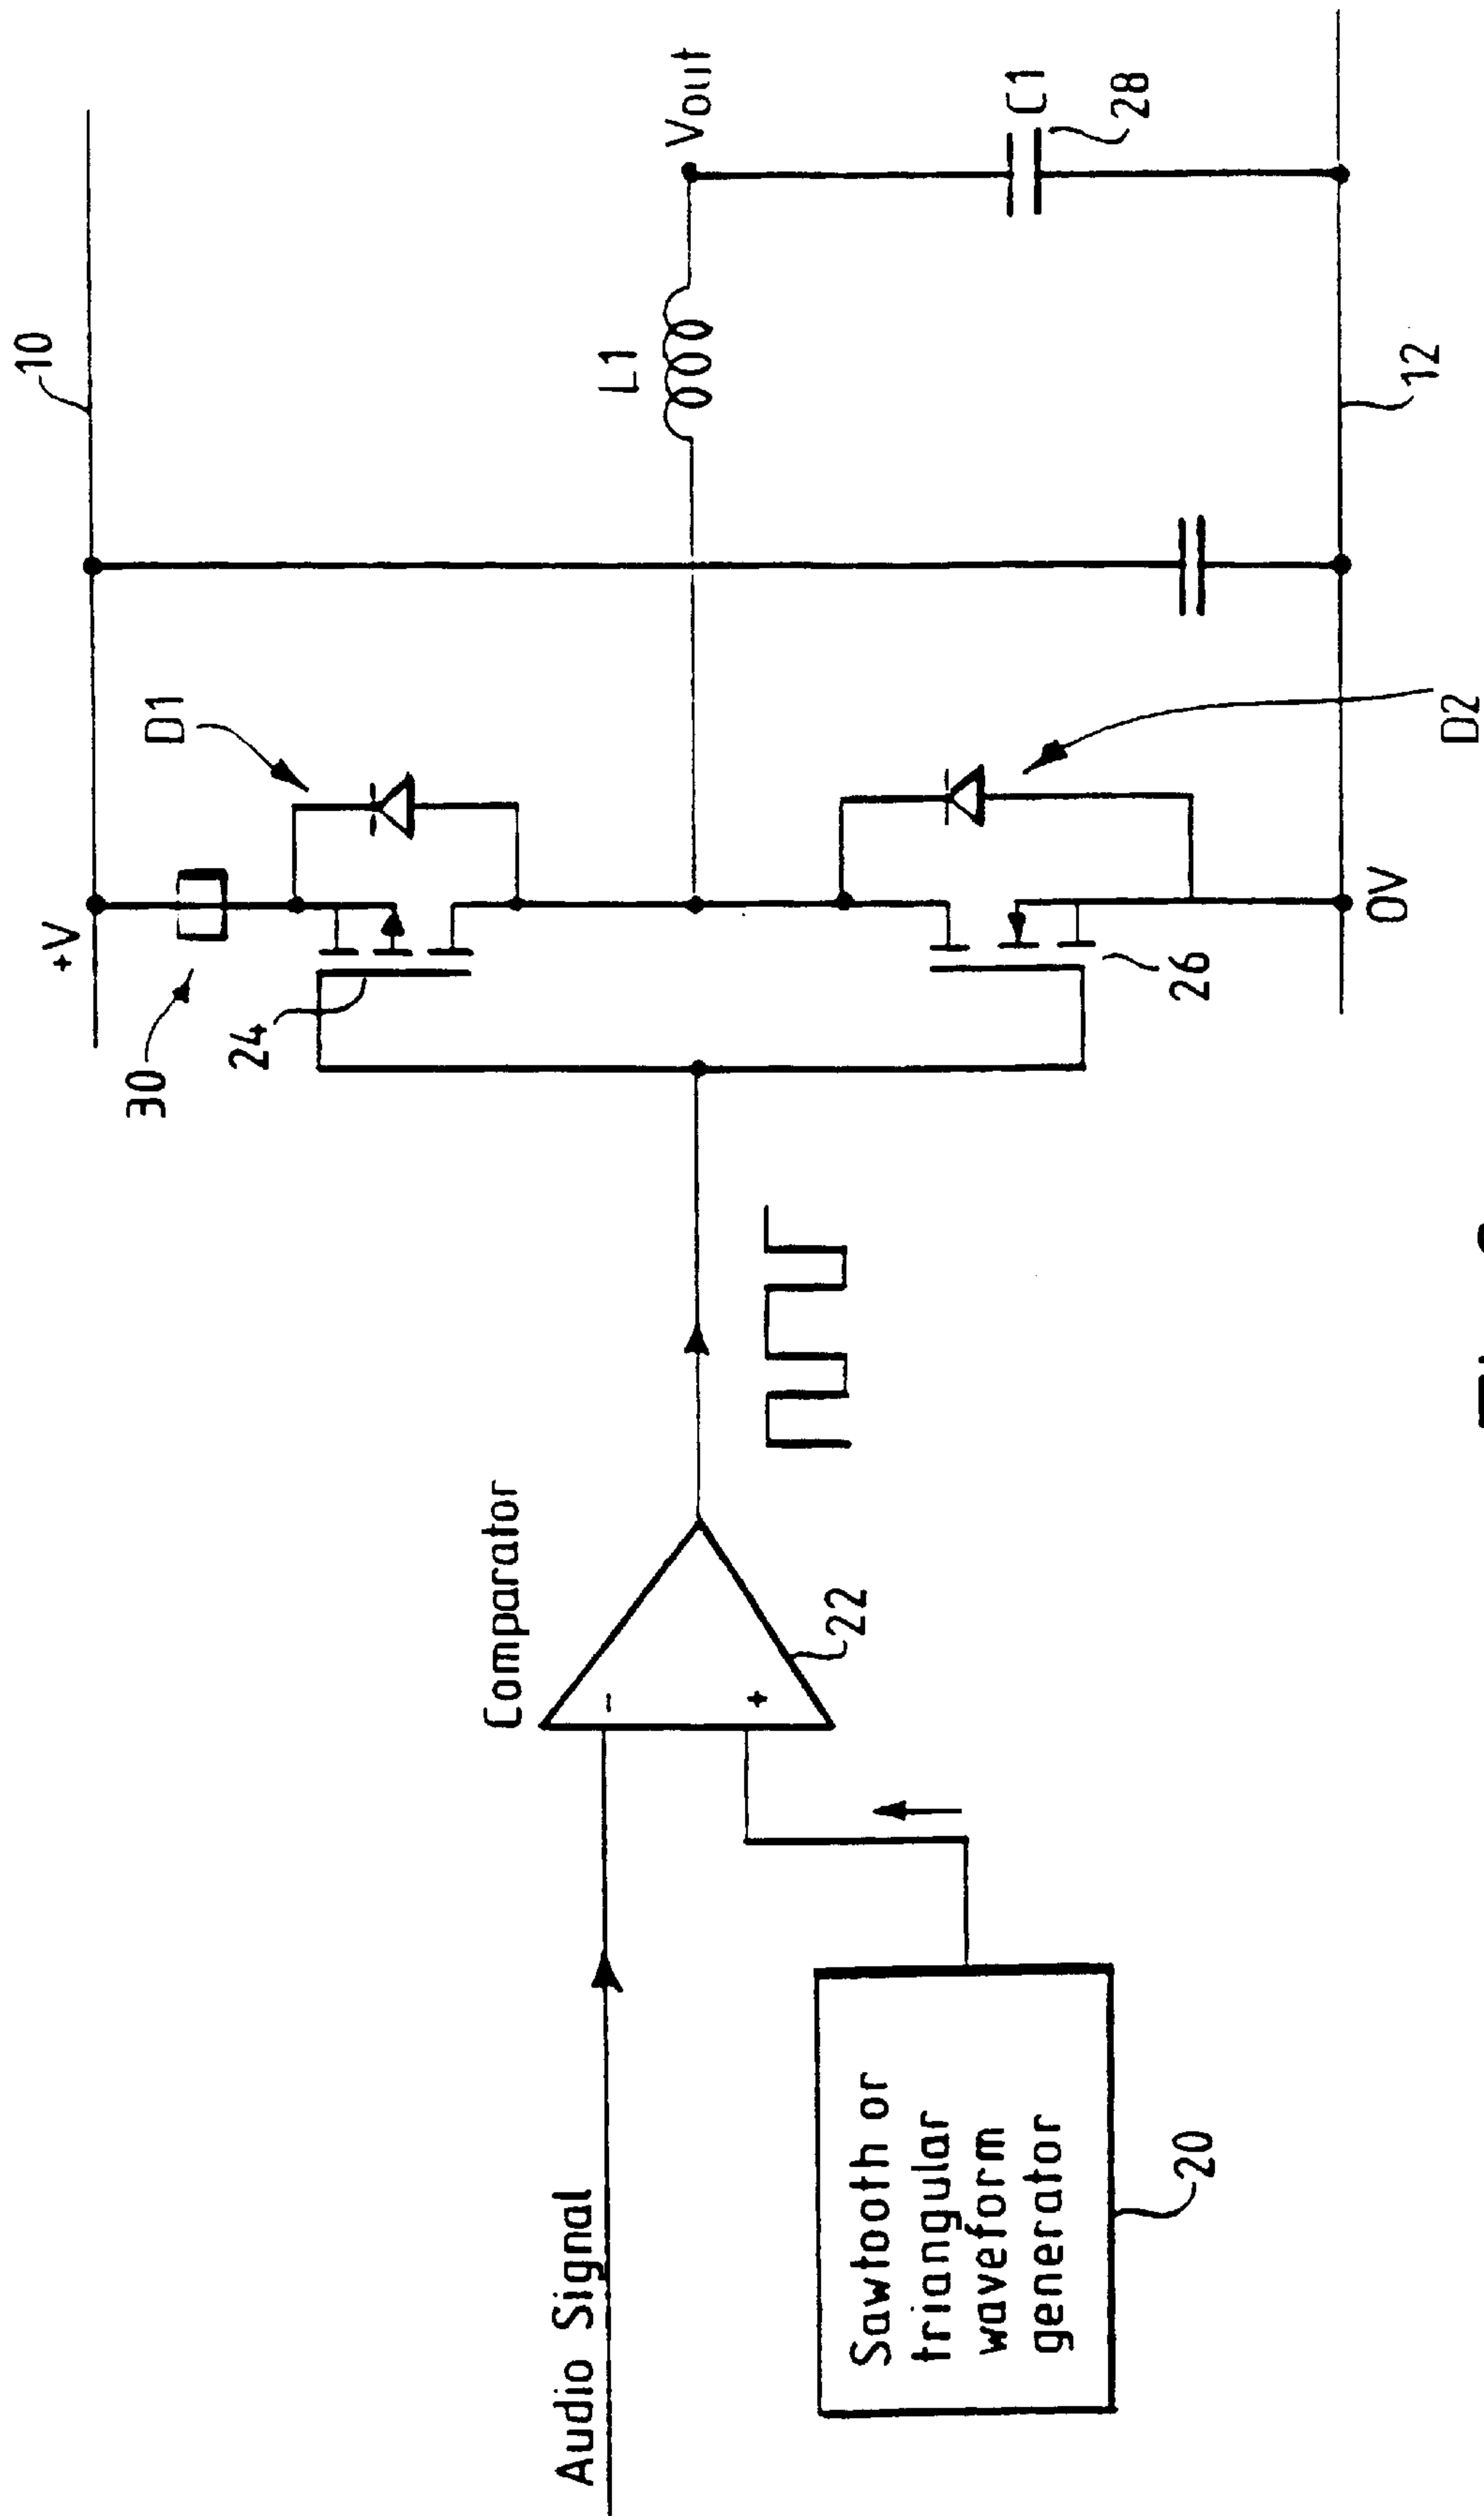 10
+V
30
D1
24
Vout
L1
C1
28
Comparator
Audio Signal
-
+
22
26
Sawtooth or
triangular
waveform
generator
20
0V
12
D2